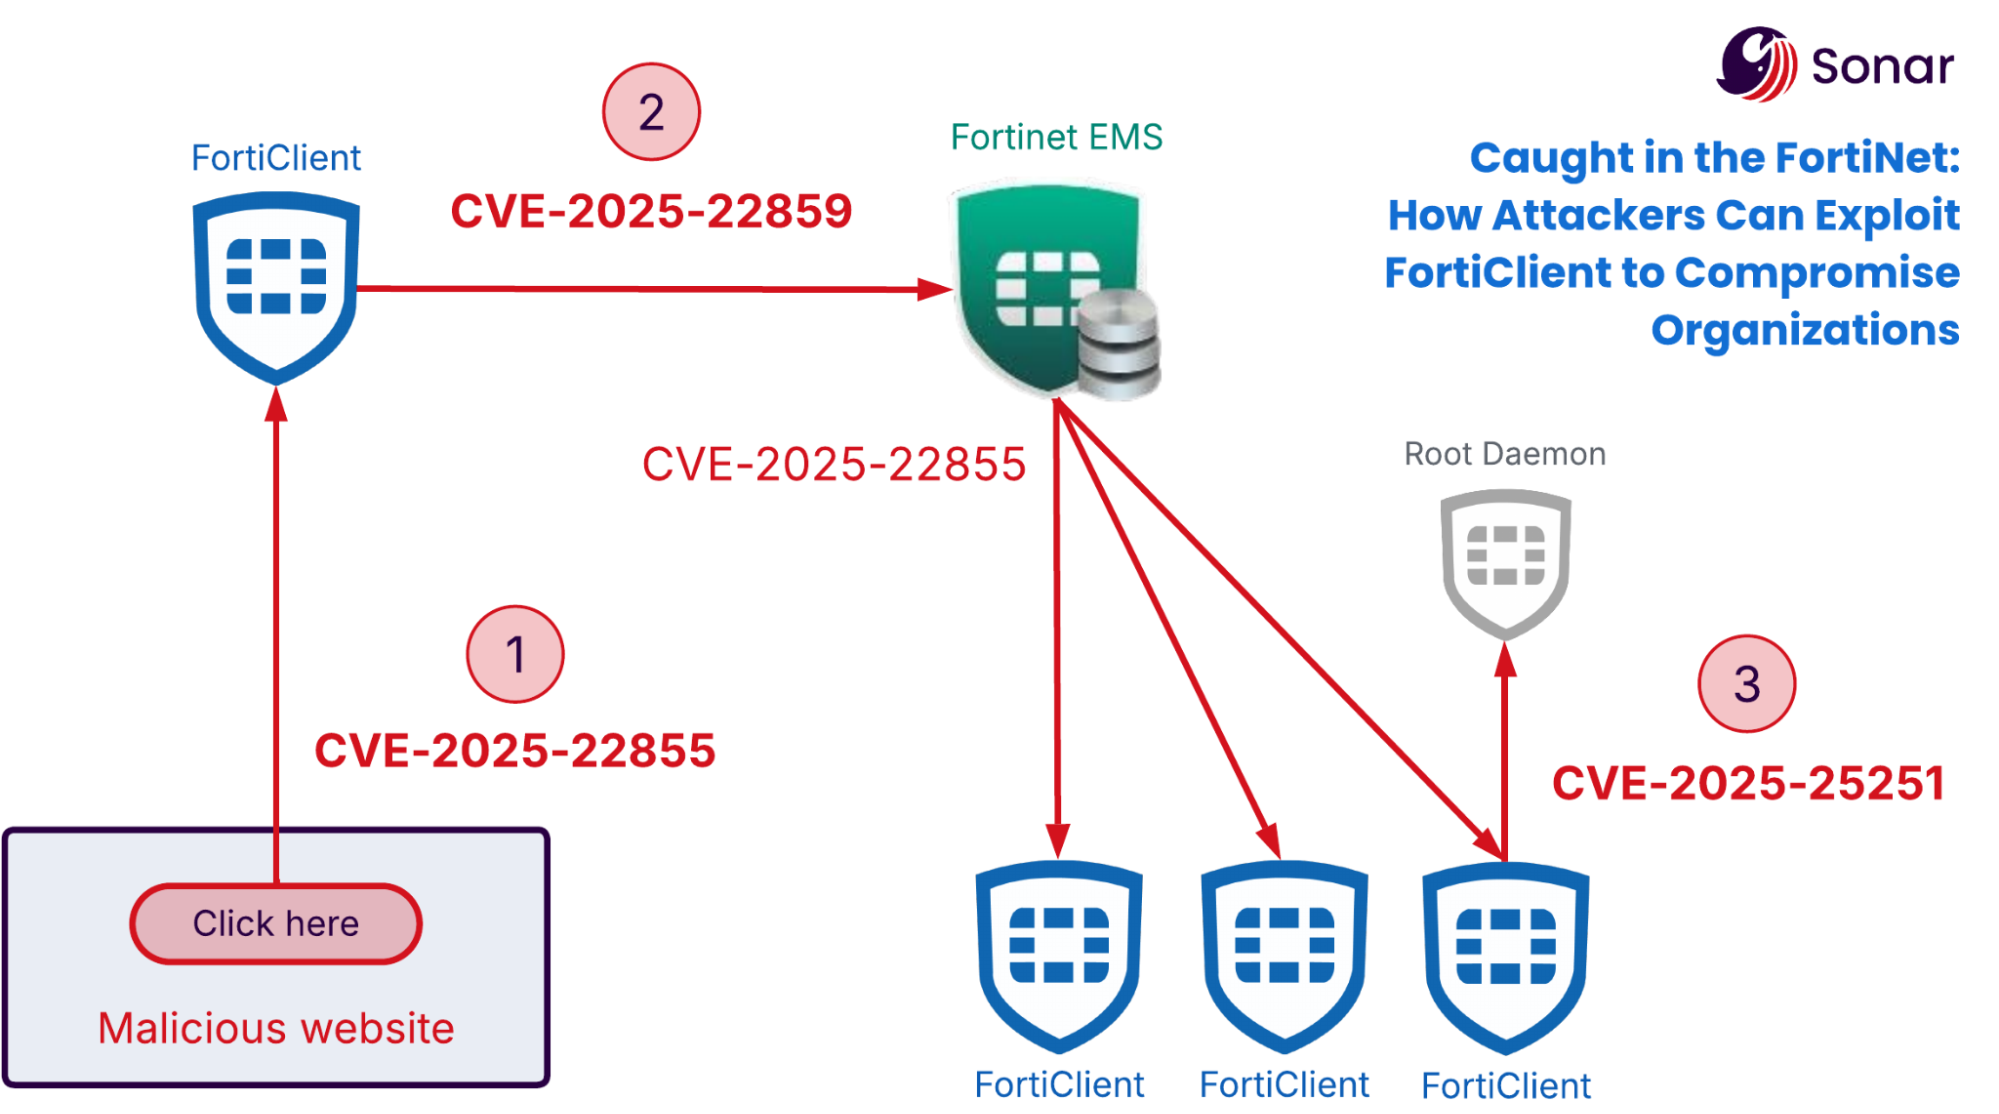 Sonar
Caught in the FortiNet:
How Attackers Can Exploit
FortiClient to Compromise
Organizations
2
Fortinet EMS
FortiClient
CVE-2025-22859
CVE-2025-22855
Root Daemon
1
3
CVE-2025-22855
CVE-2025-25251
Click here
Malicious website
FortiClient
FortiClient
FortiClient